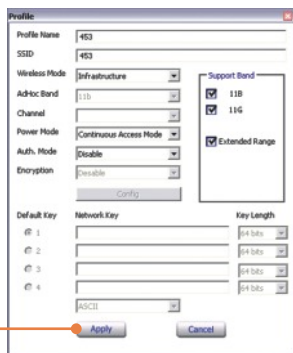 Profile
Profile Name 453
SSID 453
Wireless Mode Infrastructure
AdHoc Band 11b
Channel
Power Mode Continuous Access Mode
Auth. Mode Disable
Encryption Desable
Config
Support Band
11B
11G
Extended Range
Default Key Network Key Key Length
1 64 bits
2 64 bits
3 64 bits
4 64 bits
ASCII
Apply Cancel